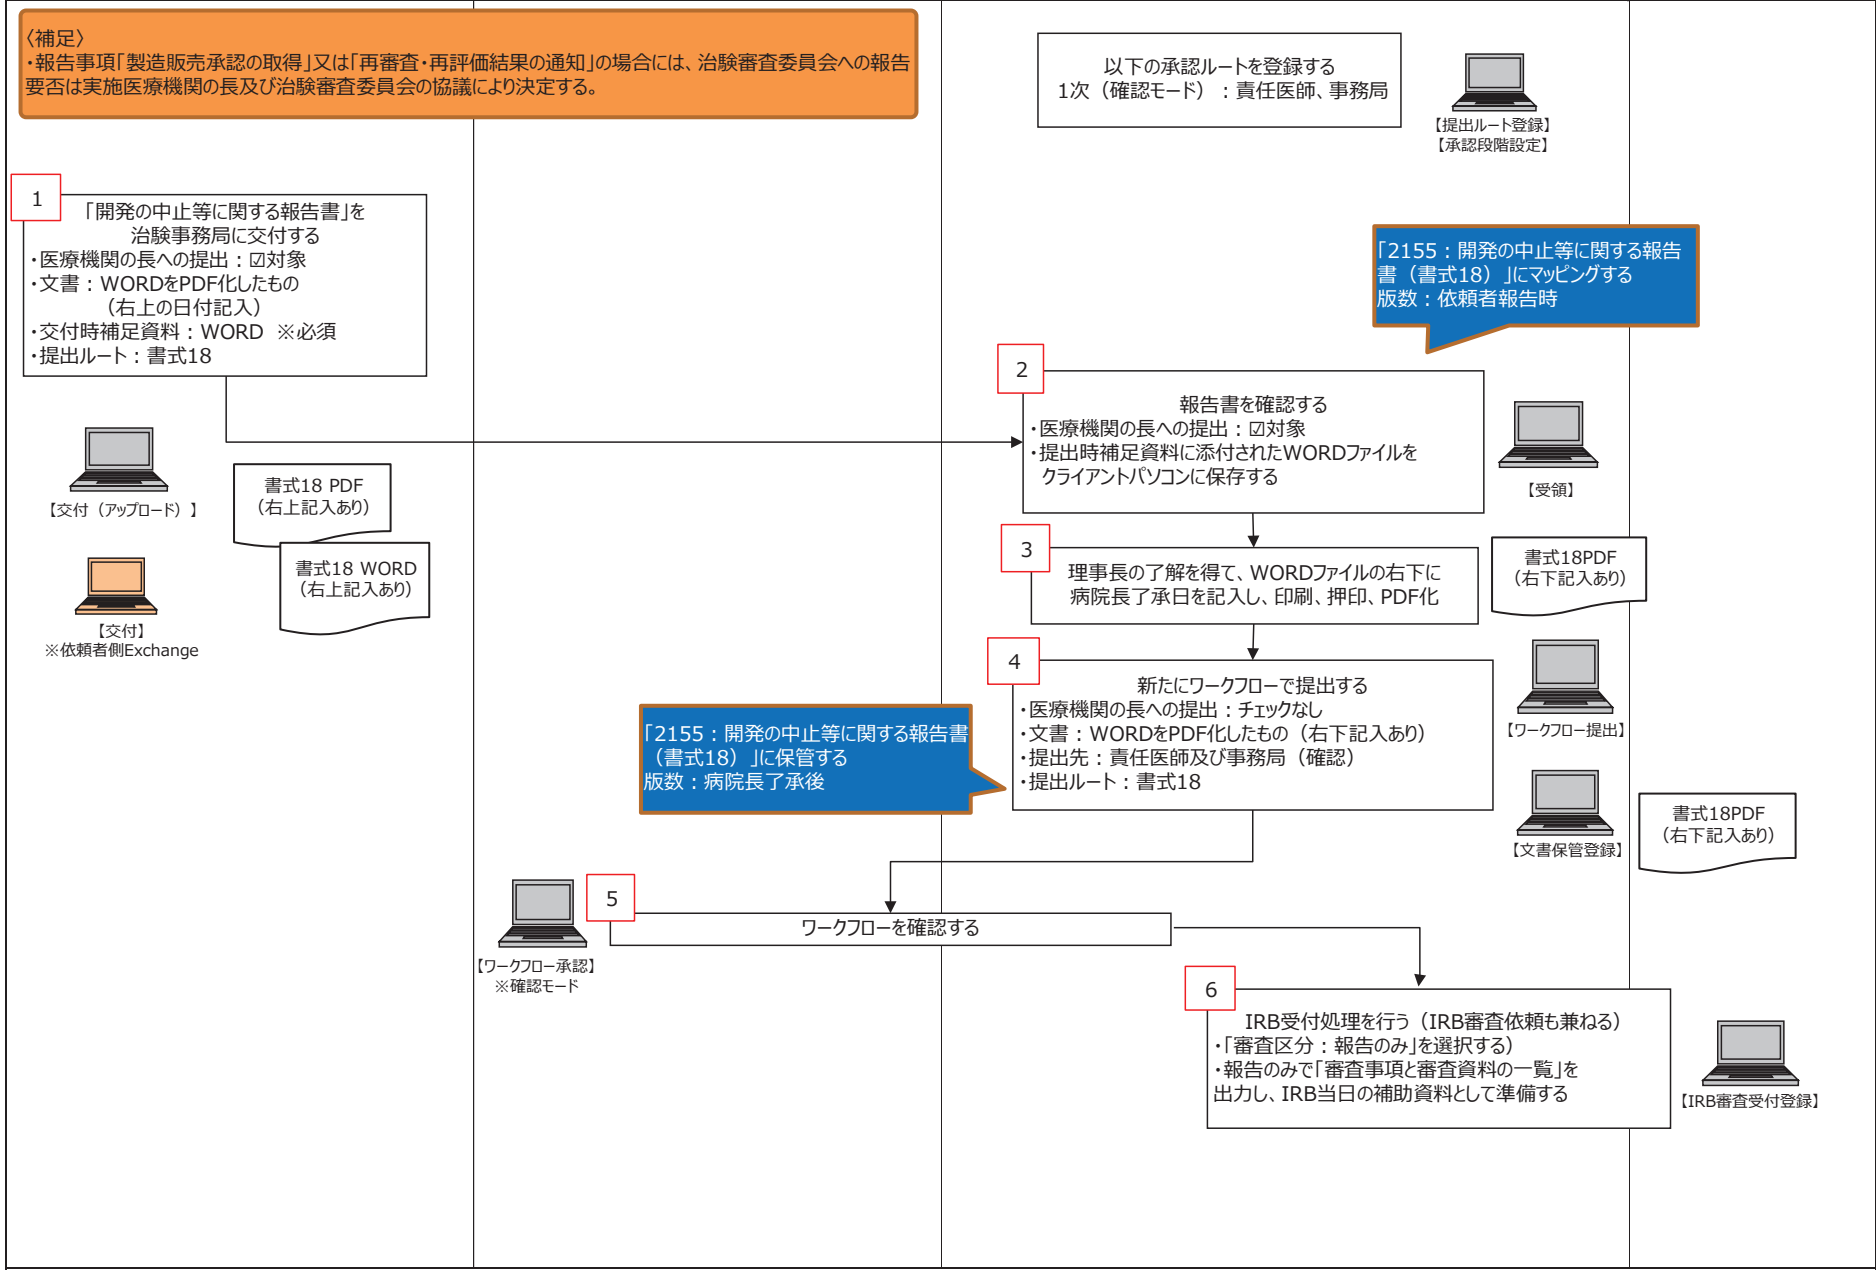 〈補足〉
・報告事項「製造販売承認の取得」又は「再審査・再評価結果の通知」の場合には、治験審査委員会への報告
要否は実施医療機関の長及び治験審査委員会の協議により決定する。
以下の承認ルートを登録する
1次（確認モード）：責任医師、事務局
【提出ルート登録】
【承認段階設定】
1
「開発の中止等に関する報告書」を
治験事務局に交付する
・医療機関の長への提出：☑対象
・文書：WORDをPDF化したもの
（右上の日付記入）
・交付時補足資料：WORD ※必須
・提出ルート：書式18
「2155：開発の中止等に関する報告
書（書式18）」にマッピングする
版数：依頼者報告時
2
報告書を確認する
・医療機関の長への提出：☑対象
・提出時補足資料に添付されたWORDファイルを
クライアントパソコンに保存する
【受領】
【交付（アップロード）】
書式18 PDF
（右上記入あり）
書式18 WORD
（右上記入あり）
【交付】
※依頼者側Exchange
3
理事長の了解を得て、WORDファイルの右下に
病院長了承日を記入し、印刷、押印、PDF化
書式18PDF
（右下記入あり）
4
新たにワークフローで提出する
・医療機関の長への提出：チェックなし
・文書：WORDをPDF化したもの（右下記入あり）
・提出先：責任医師及び事務局（確認）
・提出ルート：書式18
【ワークフロー提出】
「2155：開発の中止等に関する報告書
（書式18）」に保管する
版数：病院長了承後
【文書保管登録】
書式18PDF
（右下記入あり）
5
ワークフローを確認する
【ワークフロー承認】
※確認モード
6
IRB受付処理を行う（IRB審査依頼も兼ねる）
・「審査区分：報告のみ」を選択する）
・報告のみで「審査事項と審査資料の一覧」を
出力し、IRB当日の補助資料として準備する
【IRB審査受付登録】